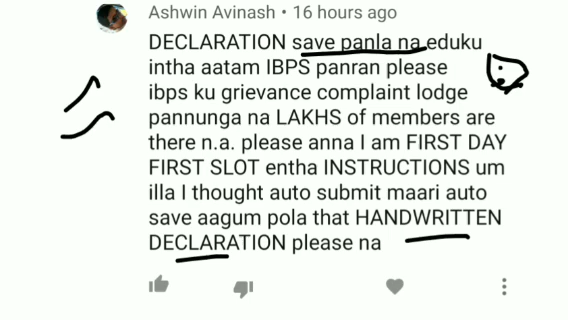 Ashwin Avinash • 16 hours ago
DECLARATION save panla na eduku
intha aatam IBPS panran please
ibps ku grievance complaint lodge
pannunga na LAKHS of members are
there n.a. please anna I am FIRST DAY
FIRST SLOT entha INSTRUCTIONS um
illa I thought auto submit maari auto
save aagum pola that HANDWRITTEN
DECLARATION please na